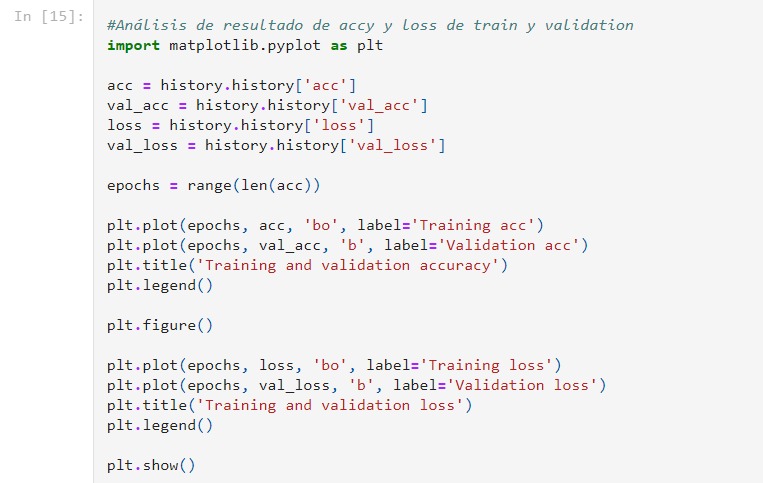 In [15]:
#Análisis de resultado de accy y loss de train y validation
import matplotlib.pyplot as plt
acc = history.history['acc']
val_acc = history.history['val_acc']
loss = history.history['loss']
val_loss = history.history['val_loss']
epochs = range(len(acc))
plt.plot(epochs, acc, 'bo', label='Training acc')
plt.plot(epochs, val_acc, 'b', label='Validation acc')
plt.title('Training and validation accuracy')
plt.legend()
plt.figure()
plt.plot(epochs, loss, 'bo', label='Training loss')
plt.plot(epochs, val_loss, 'b', label='Validation loss')
plt.title('Training and validation loss')
plt.legend()
plt.show()